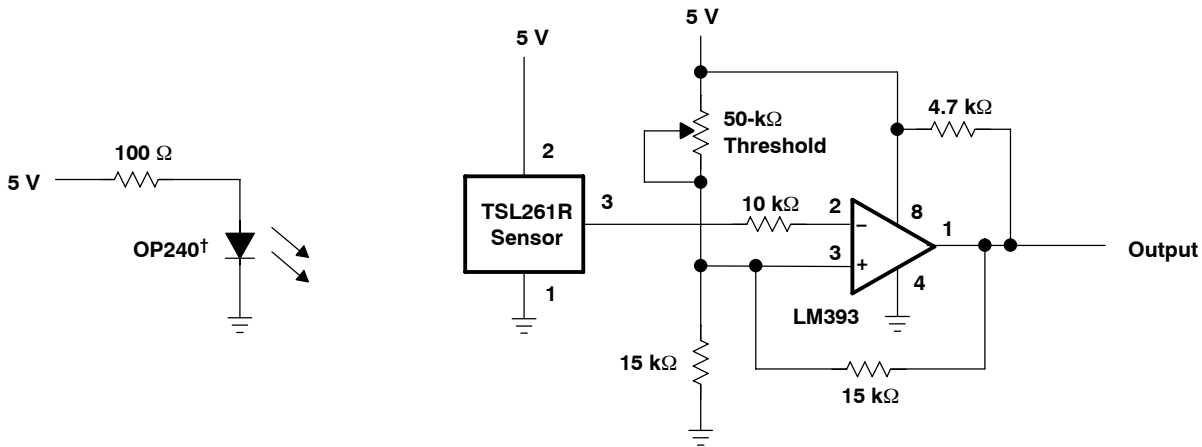 5 V
100 Ω
OP240†
5 V
2
TSL261R
Sensor
3
1
5 V
50-kΩ
Threshold
4.7 kΩ
10 kΩ
2
8
−
1
3
+
4
LM393
Output
15 kΩ
15 kΩ